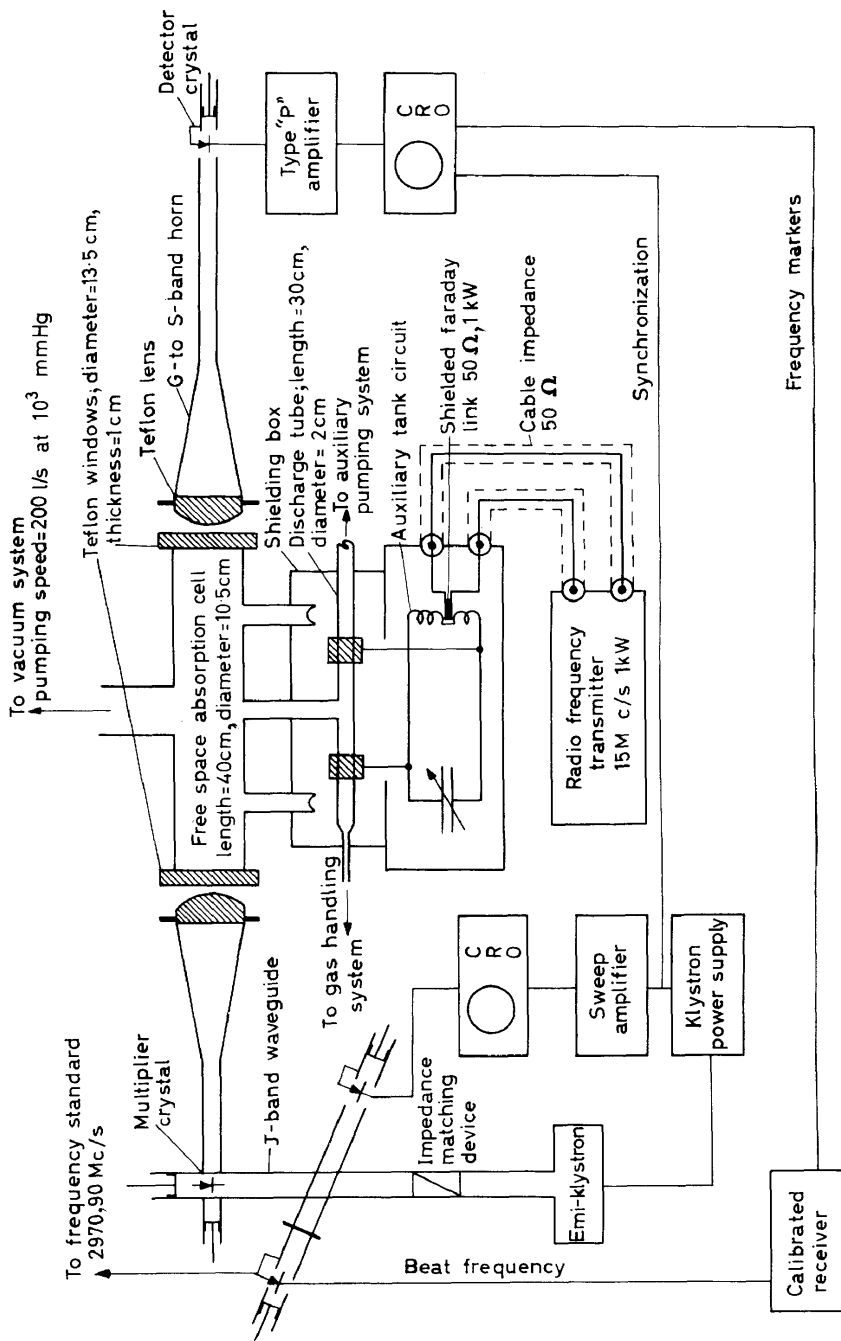 To vacuum system
pumping speed=200 l/s at 10³ mmHg
Teflon windows; diameter=13·5 cm,
thickness=1cm
Teflon lens
G-to S-band horn
Detector
crystal
To frequency standard
2970,90 Mc/s
Multiplier
crystal
J-band waveguide
Free space absorption cell
length=40cm, diameter=10·5cm
Shielding box
Discharge tube; length=30cm,
diameter= 2cm
To auxiliary
pumping system
Type "P"
amplifier
CRO
To gas handling
system
Auxiliary tank circuit
Shielded faraday
link 50 Ω, 1 kW
Cable impedance
50 Ω
Impedance
matching
device
CRO
Sweep
amplifier
Klystron
power supply
Emi-klystron
Radio frequency
transmitter
15M c/s 1kW
Synchronization
Beat frequency
Calibrated
receiver
Frequency markers